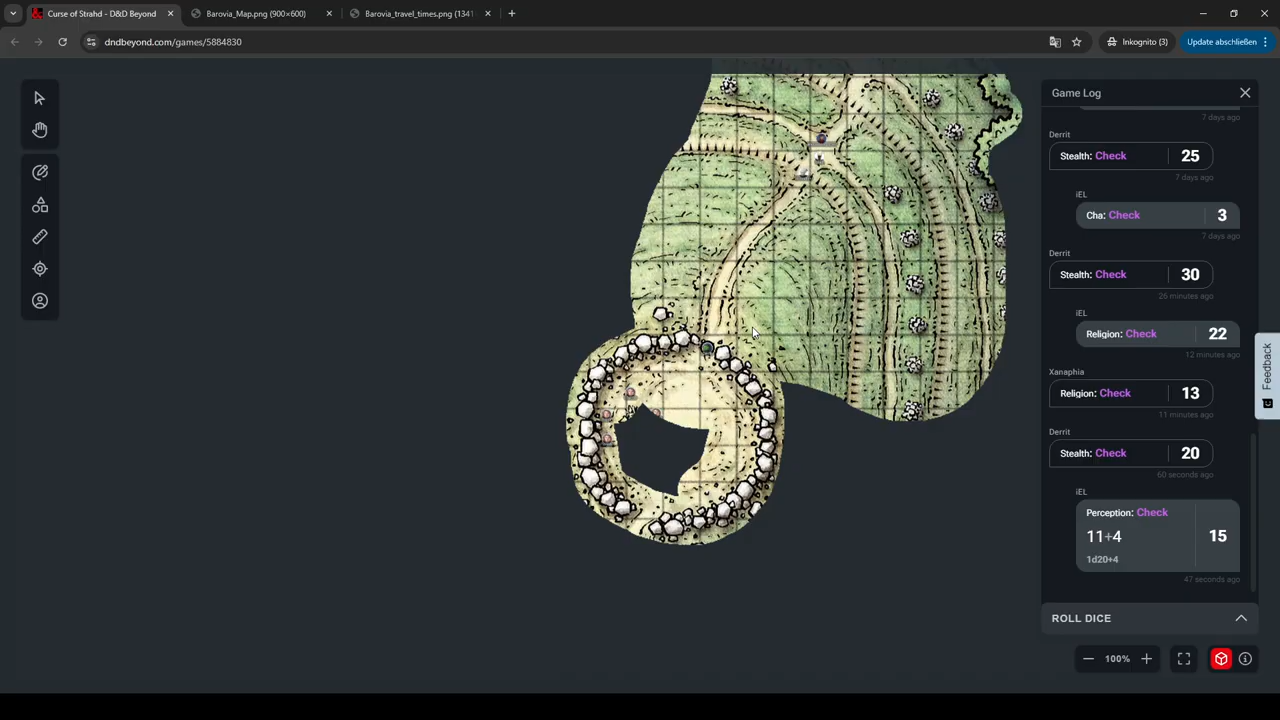 Curse of Strahd - D&D Beyond
Barovia_Map.png (900×600)
Barovia_travel_times.png (1341
dndbeyond.com/games/5884830
Inkognito (3)
Update abschließen
Game Log
7 days ago
Derrit
Stealth: Check 25
7 days ago
iEL
Cha: Check 3
7 days ago
Derrit
Stealth: Check 30
26 minutes ago
iEL
Religion: Check 22
12 minutes ago
Xanaphia
Religion: Check 13
11 minutes ago
Derrit
Stealth: Check 20
60 seconds ago
iEL
Perception: Check
11+4 15
1d20+4
47 seconds ago
ROLL DICE
100%
Feedback